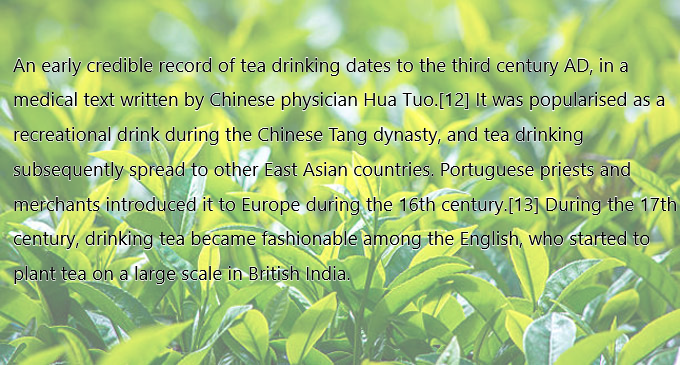 An early credible record of tea drinking dates to the third century AD, in a
medical text written by Chinese physician Hua Tuo.[12] It was popularised as a
recreational drink during the Chinese Tang dynasty, and tea drinking
subsequently spread to other East Asian countries. Portuguese priests and
merchants introduced it to Europe during the 16th century.[13] During the 17th
century, drinking tea became fashionable among the English, who started to
plant tea on a large scale in British India.